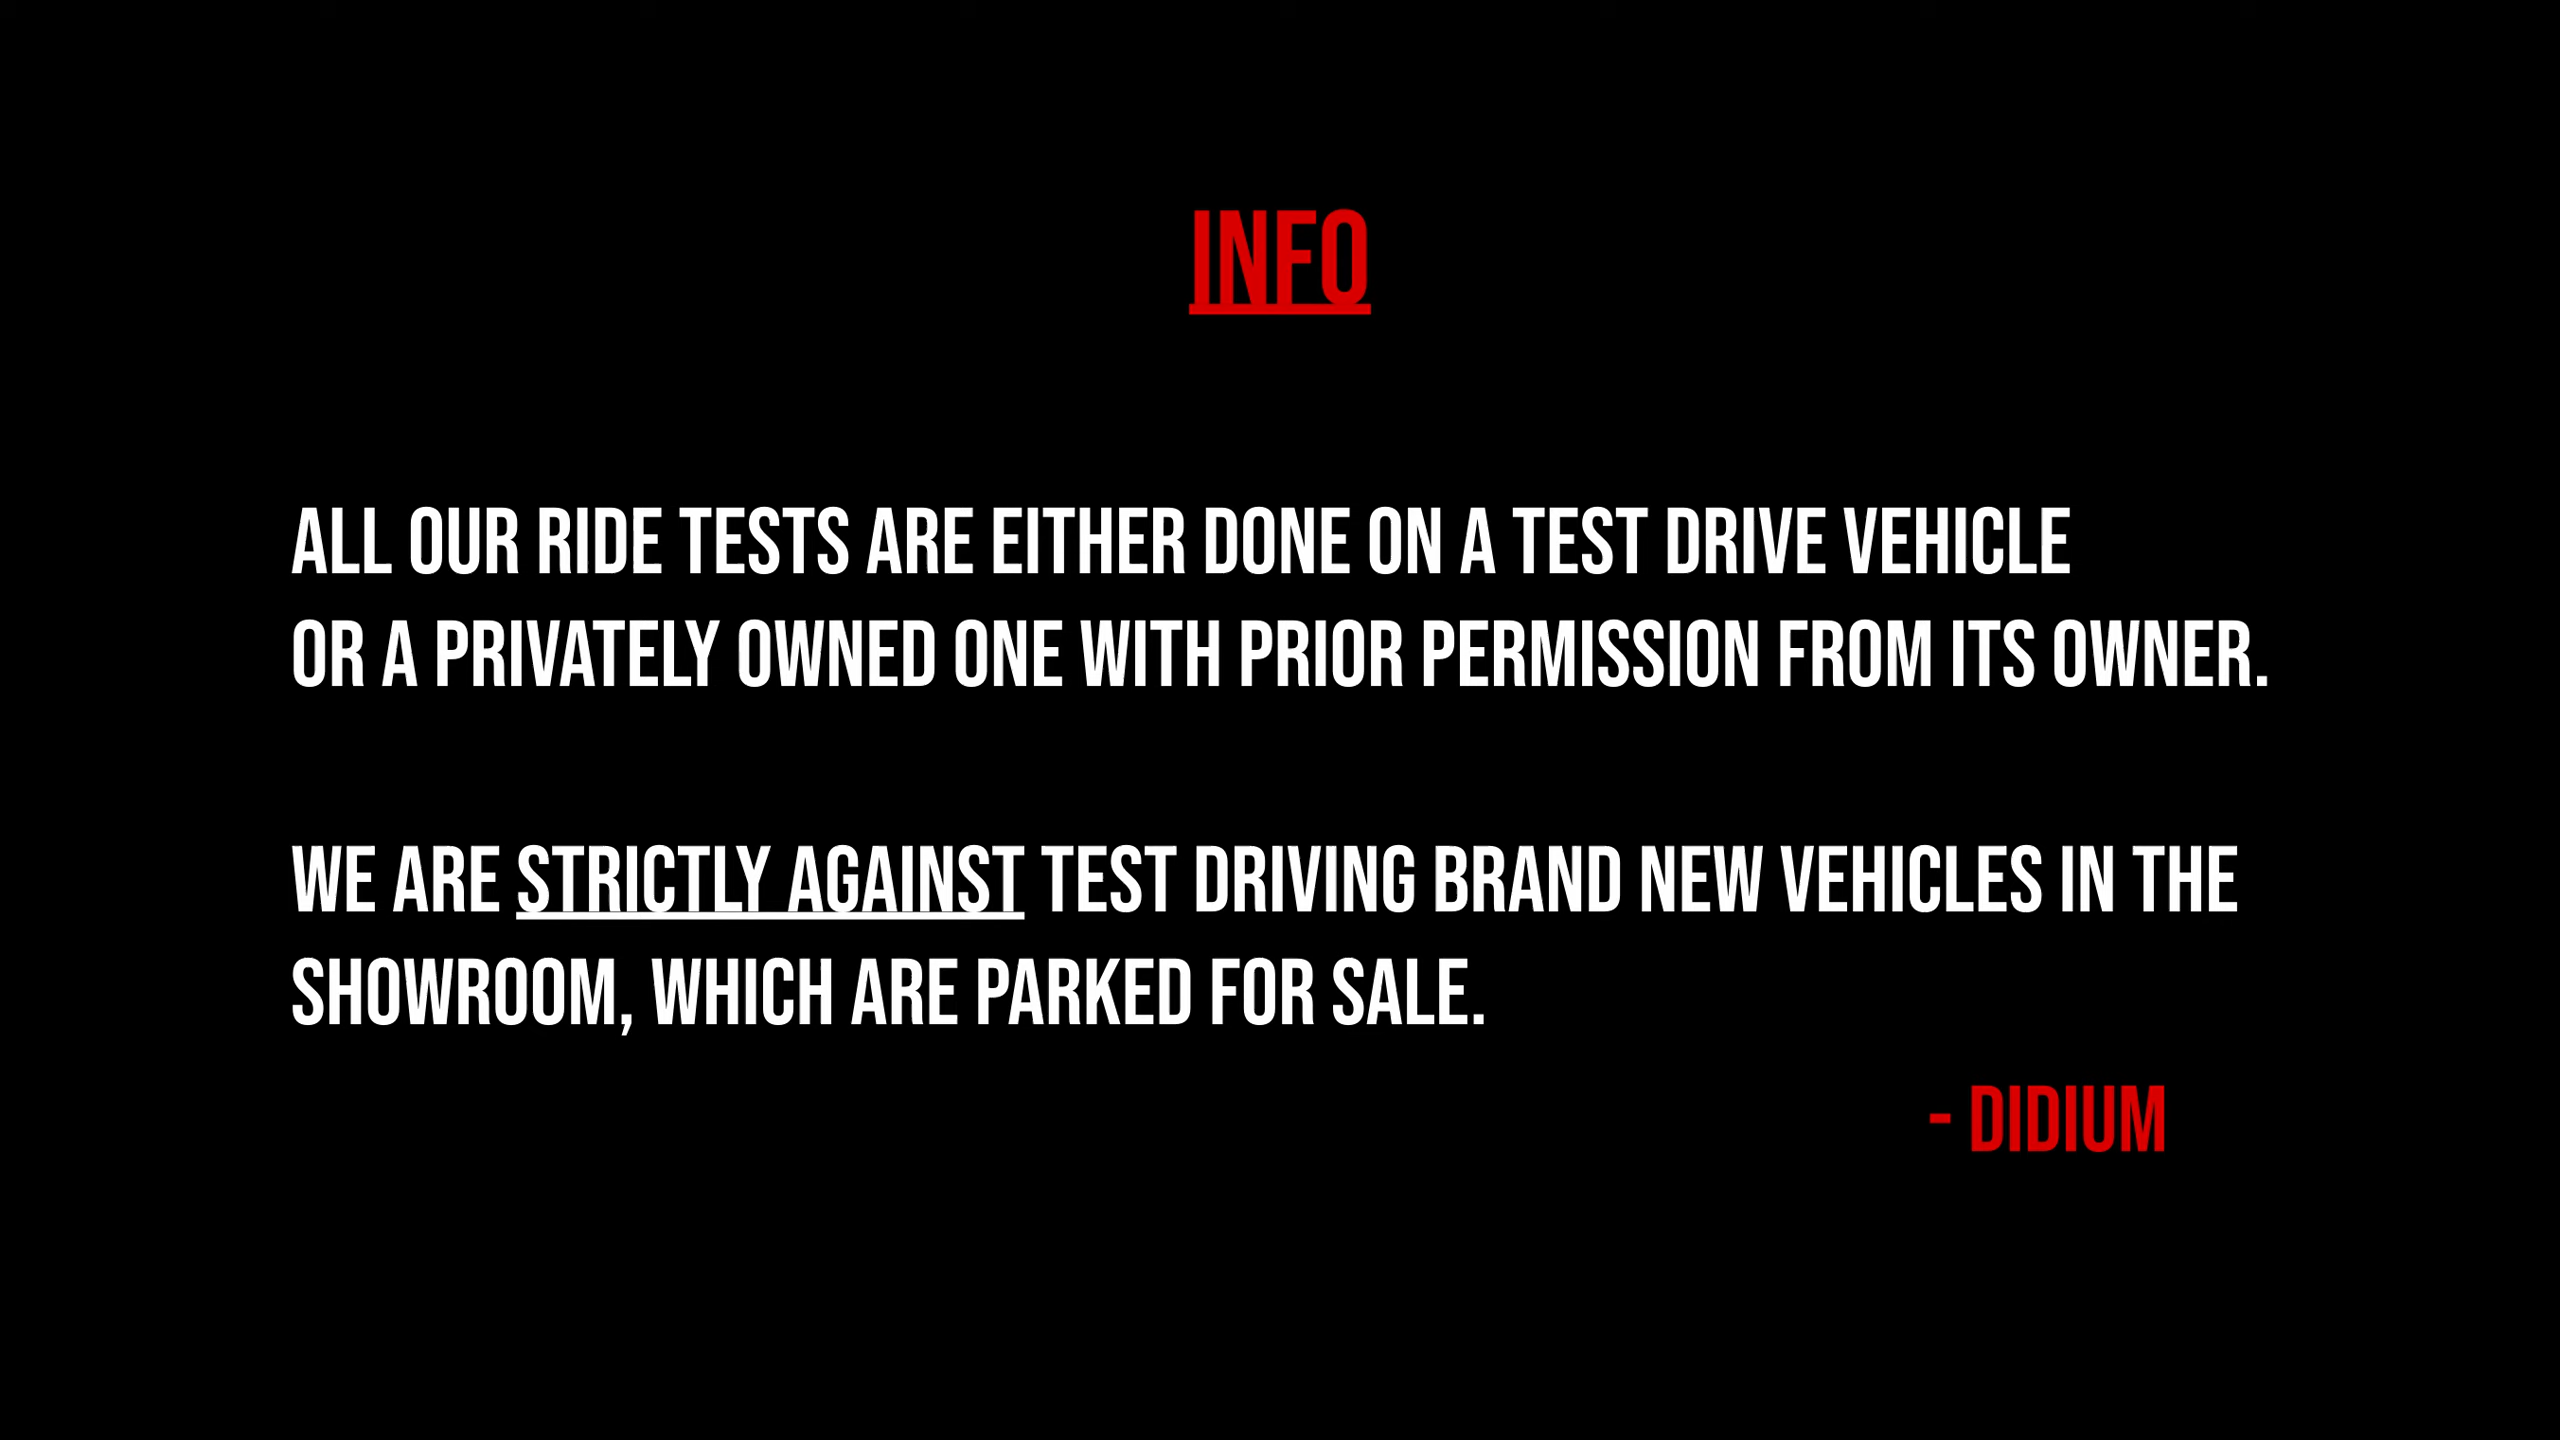 INFO
ALL OUR RIDE TESTS ARE EITHER DONE ON A TEST DRIVE VEHICLE
OR A PRIVATELY OWNED ONE WITH PRIOR PERMISSION FROM ITS OWNER.
WE ARE STRICTLY AGAINST TEST DRIVING BRAND NEW VEHICLES IN THE
SHOWROOM, WHICH ARE PARKED FOR SALE.
- DIDIUM